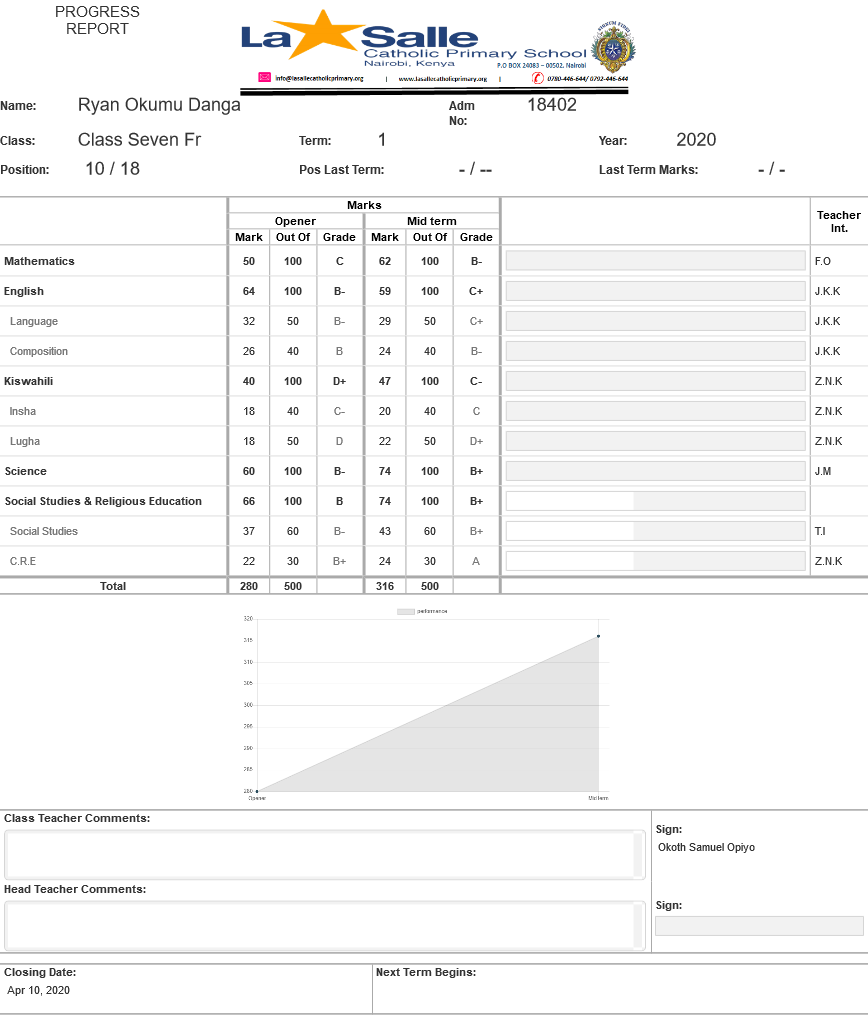 PROGRESS
REPORT
La Salle
Catholic Primary School
Nairobi, Kenya
P.O BOX 24083 – 00502, Nairobi
info@lasallecatholicprimary.org | www.lasallecatholicprimary.org | 0780-446-644/ 0792-446-644
Name: Ryan Okumu Danga Adm No: 18402
Class: Class Seven Fr Term: 1 Year: 2020
Position: 10 / 18 Pos Last Term: - / -- Last Term Marks: - / -
Marks
Opener Mid term Teacher Int.
Mark Out Of Grade Mark Out Of Grade
Mathematics 50 100 C 62 100 B- F.O
English 64 100 B- 59 100 C+ J.K.K
Language 32 50 B- 29 50 C+ J.K.K
Composition 26 40 B 24 40 B- J.K.K
Kiswahili 40 100 D+ 47 100 C- Z.N.K
Insha 18 40 C- 20 40 C Z.N.K
Lugha 18 50 D 22 50 D+ Z.N.K
Science 60 100 B- 74 100 B+ J.M
Social Studies & Religious Education 66 100 B 74 100 B+
Social Studies 37 60 B- 43 60 B+ T.I
C.R.E 22 30 B+ 24 30 A Z.N.K
Total 280 500 316 500
performance
320
315
310
305
300
295
290
285
280
Opener Mid term
Class Teacher Comments:
Sign:
Okoth Samuel Opiyo
Head Teacher Comments:
Sign:
Closing Date: Next Term Begins:
Apr 10, 2020